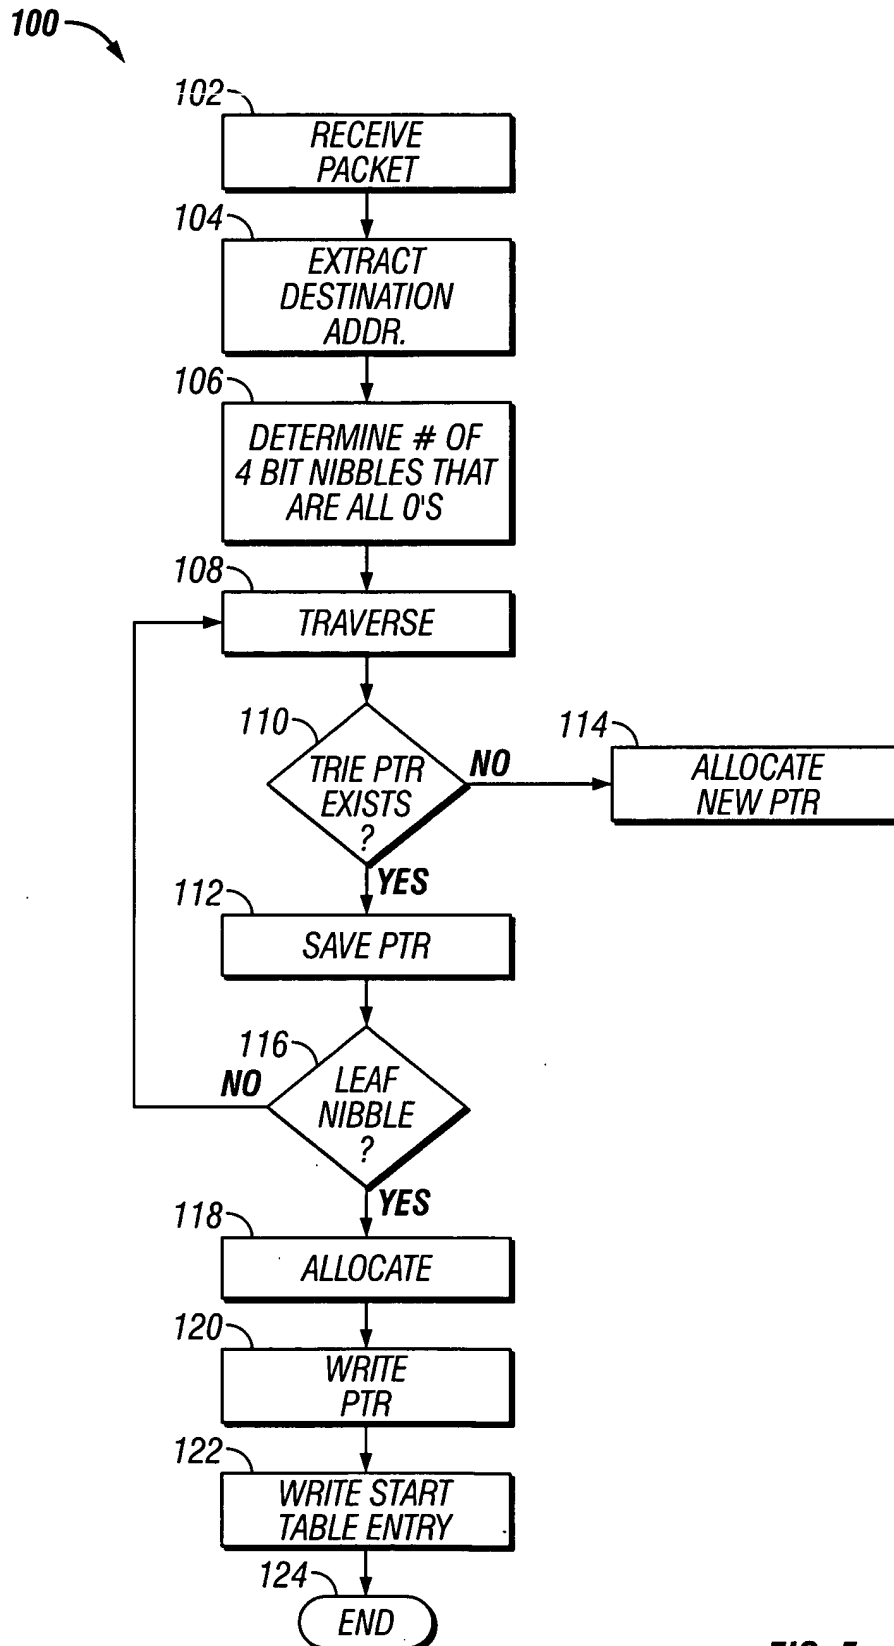 100
102
RECEIVE
PACKET
104
EXTRACT
DESTINATION
ADDR.
106
DETERMINE # OF
4 BIT NIBBLES THAT
ARE ALL 0'S
108
TRAVERSE
110
TRIE PTR
EXISTS
?
NO
114
ALLOCATE
NEW PTR
YES
112
SAVE PTR
116
LEAF
NIBBLE
?
NO
YES
118
ALLOCATE
120
WRITE
PTR
122
WRITE START
TABLE ENTRY
124
END